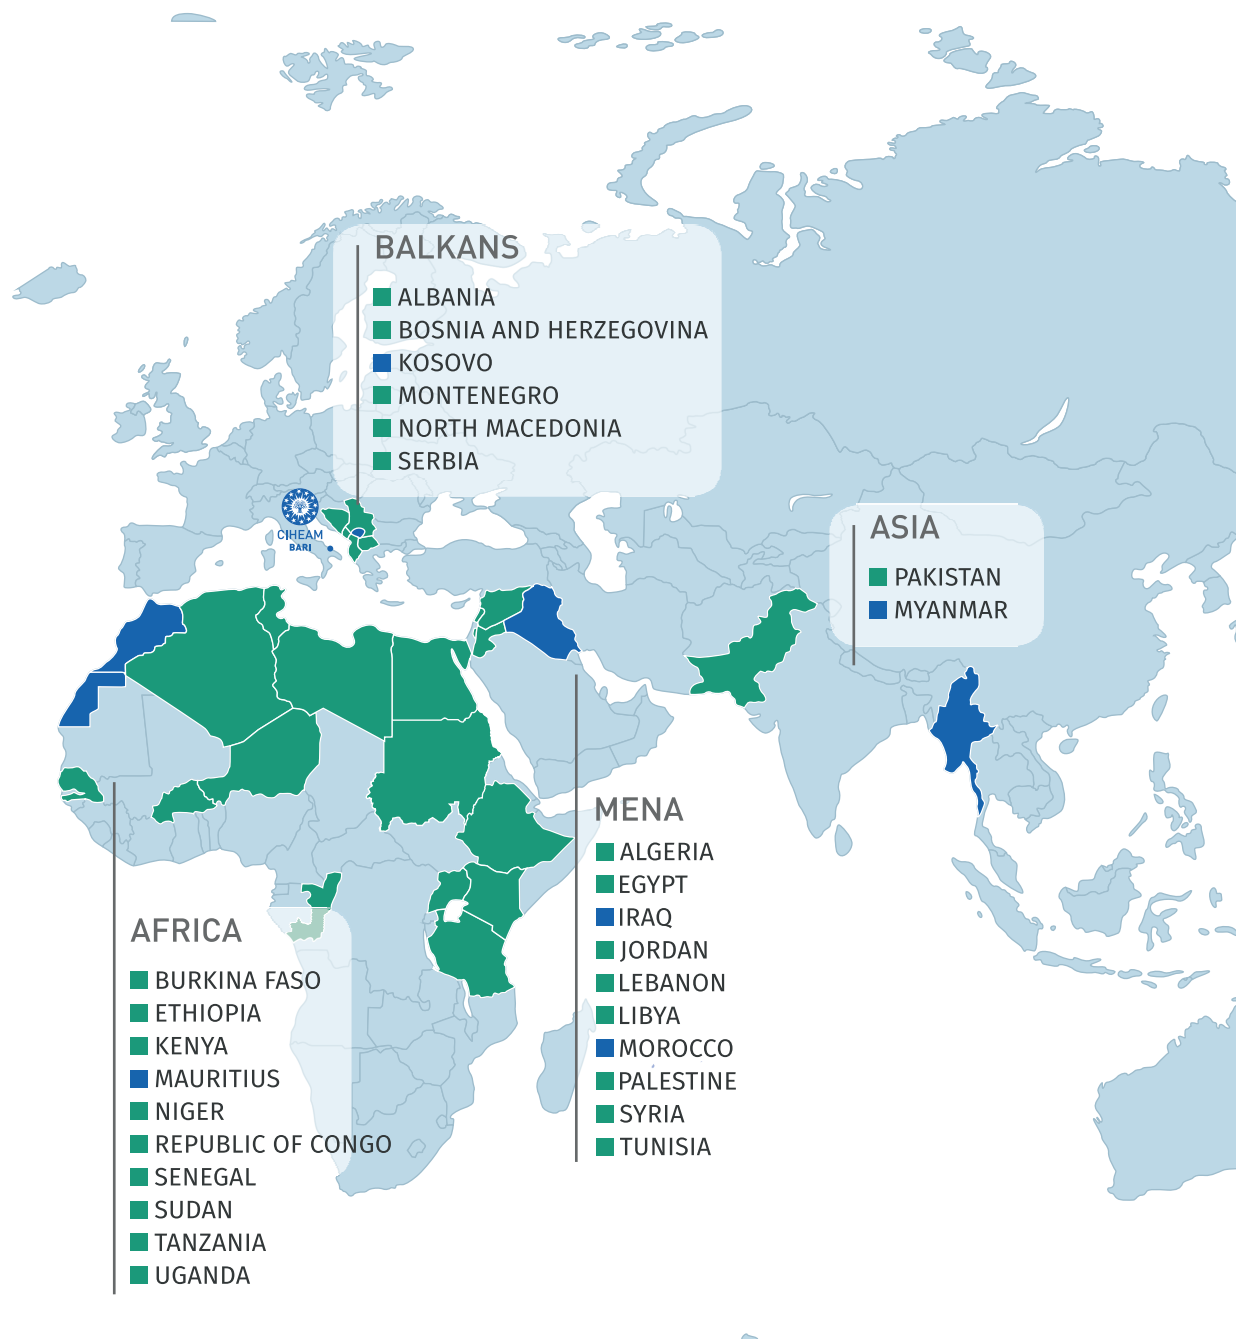 BALKANS
ALBANIA
BOSNIA AND HERZEGOVINA
KOSOVO
MONTENEGRO
NORTH MACEDONIA
SERBIA
CIHEAM
BARI
ASIA
PAKISTAN
MYANMAR
MENA
ALGERIA
EGYPT
IRAQ
JORDAN
LEBANON
LIBYA
MOROCCO
PALESTINE
SYRIA
TUNISIA
AFRICA
BURKINA FASO
ETHIOPIA
KENYA
MAURITIUS
NIGER
REPUBLIC OF CONGO
SENEGAL
SUDAN
TANZANIA
UGANDA